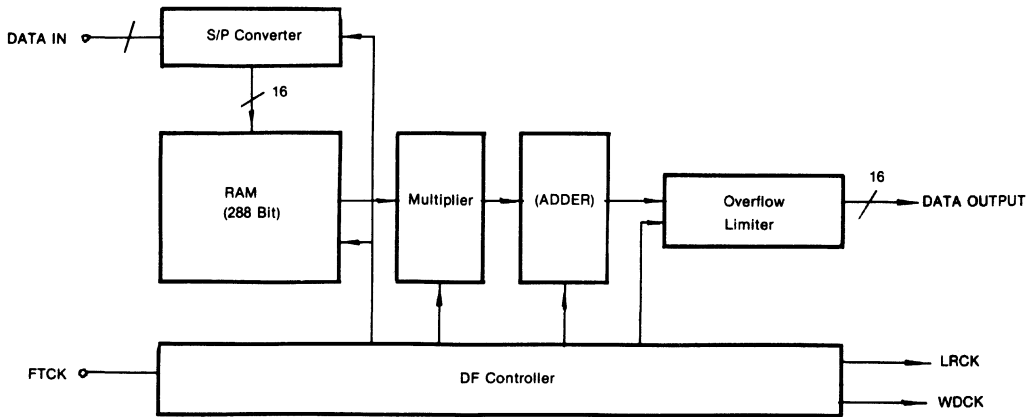 DATA IN
S/P Converter
16
RAM
(288 Bit)
Multiplier
(ADDER)
Overflow
Limiter
16
DATA OUTPUT
FTCK
DF Controller
LRCK
WDCK